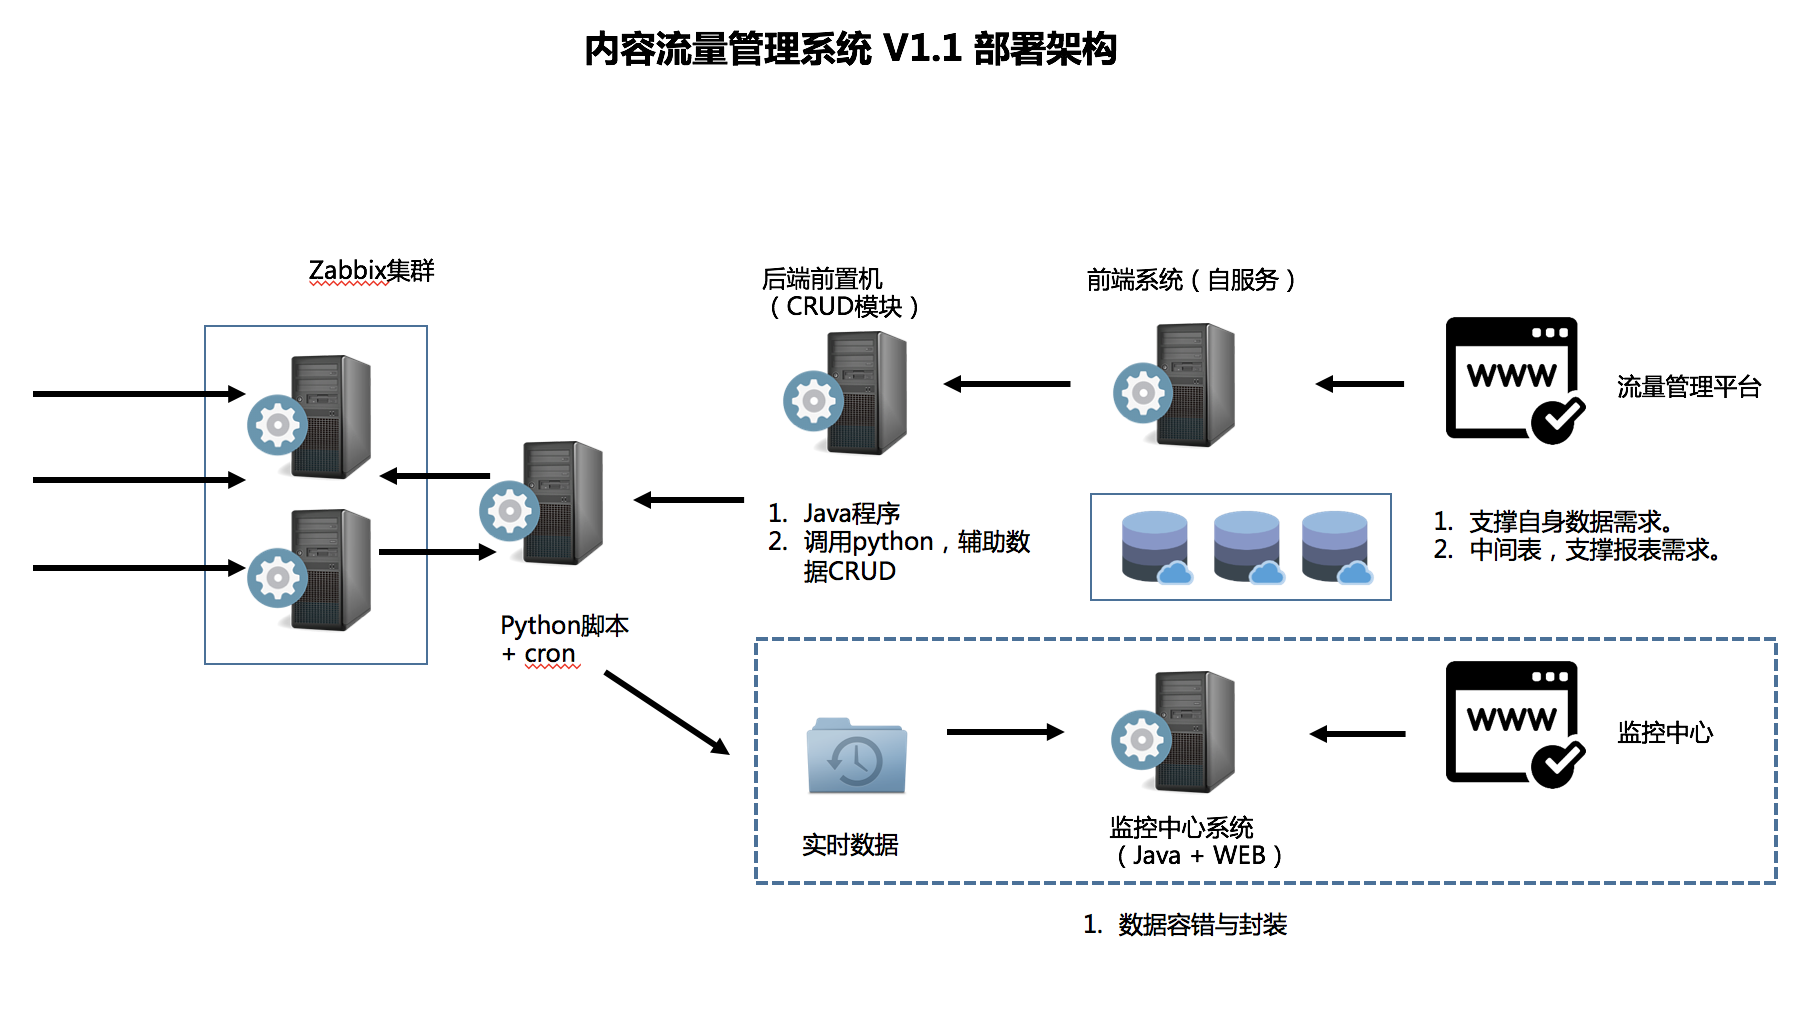 内容流量管理系统 V1.1 部署架构
Zabbix集群
后端前置机
（CRUD模块）
前端系统（自服务）
WWW
流量管理平台
1. Java程序
2. 调用python，辅助数
据CRUD
1. 支撑自身数据需求。
2. 中间表，支撑报表需求。
Python脚本
+ cron
WWW
监控中心
实时数据
监控中心系统
（Java + WEB）
1. 数据容错与封装